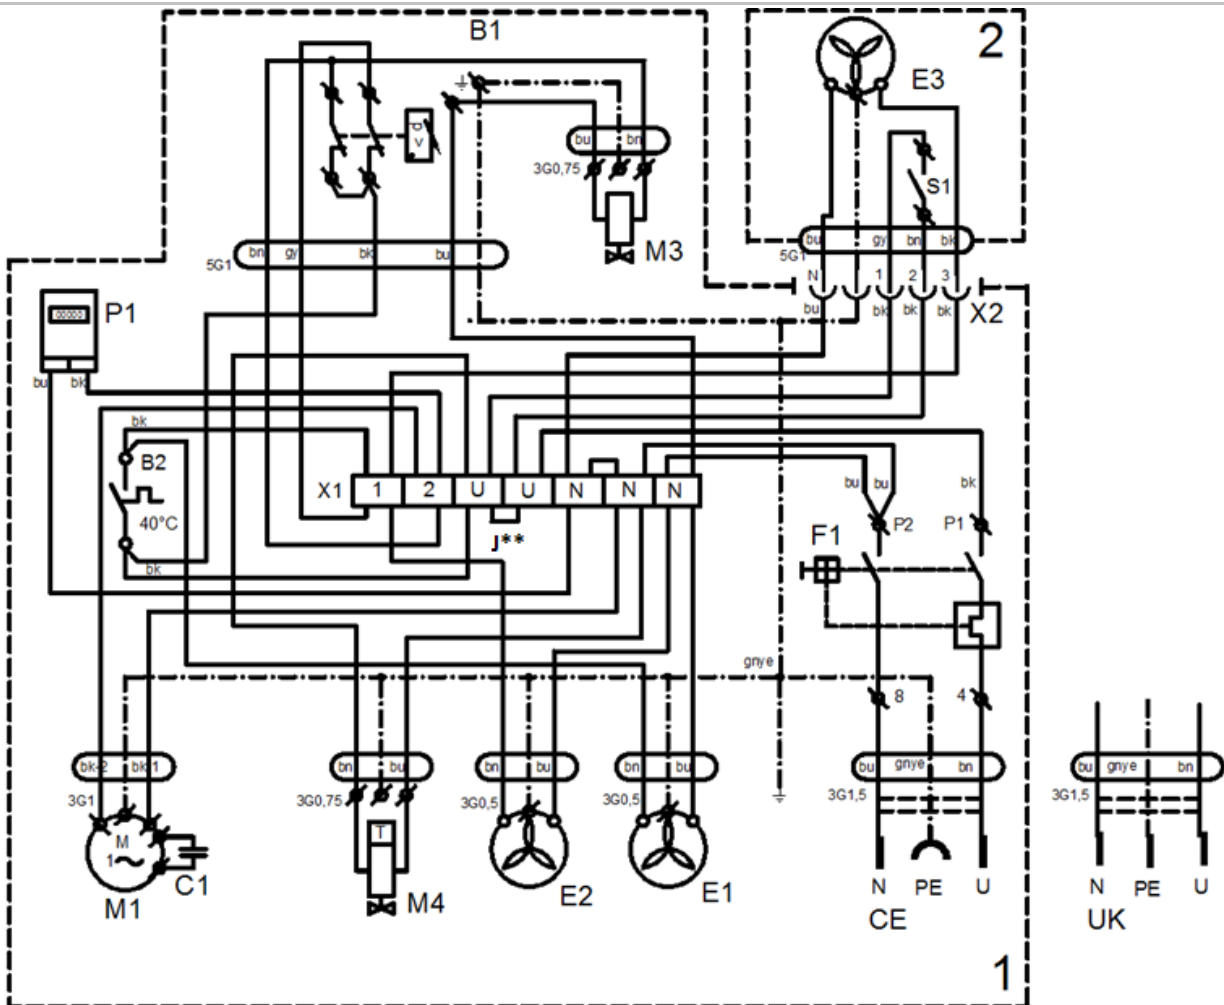 B1
2
E3
bu
bn
3G0,75
M3
S1
bn
gy
bk
bu
5G1
bu
gy
bn
bk
5G1
N
1
2
3
X2
bu
bk
bk
bk
00000
P1
bu
bk
bk
B2
40°C
bk
X1
1
2
U
U
N
N
N
J**
bu
bu
bk
P2
P1
F1
gnye
8
4
bk-2
bk-1
3G1
M
1
C1
M1
bn
bu
3G0,75
T
M4
bn
bu
3G0,5
E2
bn
bu
3G0,5
E1
bu
gnye
bn
3G1,5
N
PE
U
CE
bu
gnye
bn
3G1,5
N
PE
U
UK
1